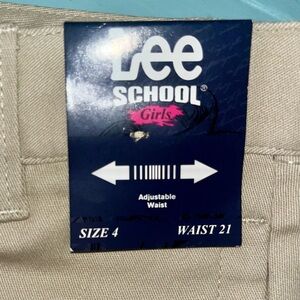 Lee
SCHOOL®
Girls
Adjustable
Waist
SIZE 4 WAIST 21